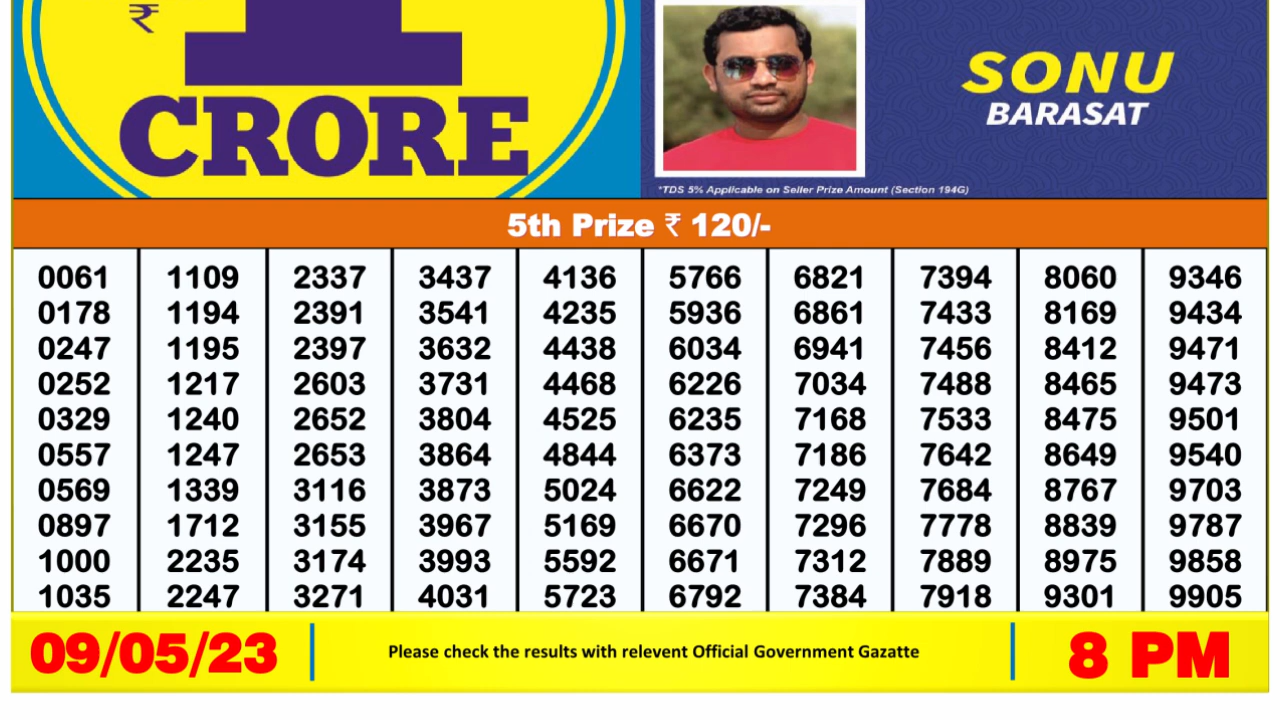 ₹ 1
CRORE
SONU
BARASAT
*TDS 5% Applicable on Seller Prize Amount (Section 194G)
5th Prize ₹ 120/-
0061 1109 2337 3437 4136 5766 6821 7394 8060 9346
0178 1194 2391 3541 4235 5936 6861 7433 8169 9434
0247 1195 2397 3632 4438 6034 6941 7456 8412 9471
0252 1217 2603 3731 4468 6226 7034 7488 8465 9473
0329 1240 2652 3804 4525 6235 7168 7533 8475 9501
0557 1247 2653 3864 4844 6373 7186 7642 8649 9540
0569 1339 3116 3873 5024 6622 7249 7684 8767 9703
0897 1712 3155 3967 5169 6670 7296 7778 8839 9787
1000 2235 3174 3993 5592 6671 7312 7889 8975 9858
1035 2247 3271 4031 5723 6792 7384 7918 9301 9905
09/05/23 Please check the results with relevent Official Government Gazatte 8 PM